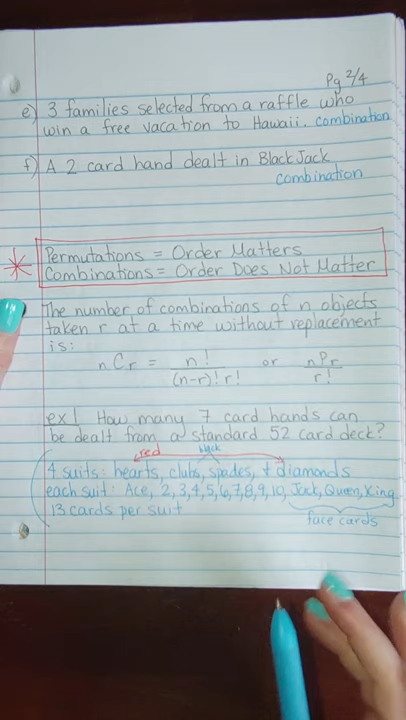 Pg 2/4
e) 3 families selected from a raffle who
win a free vacation to Hawaii. combination
f) A 2 card hand dealt in BlackJack
combination
Permutations = Order Matters
Combinations = Order Does Not Matter
The number of combinations of n objects
taken r at a time without replacement
is:
nCr = n! / (n-r)! r! or nPr / r!
ex1 How many 7 card hands can
be dealt from a standard 52 card deck?
red black
4 suits: hearts, clubs, spades, + diamonds
each suit: Ace, 2,3,4,5,6,7,8,9,10, Jack, Queen, King
13 cards per suit
face cards